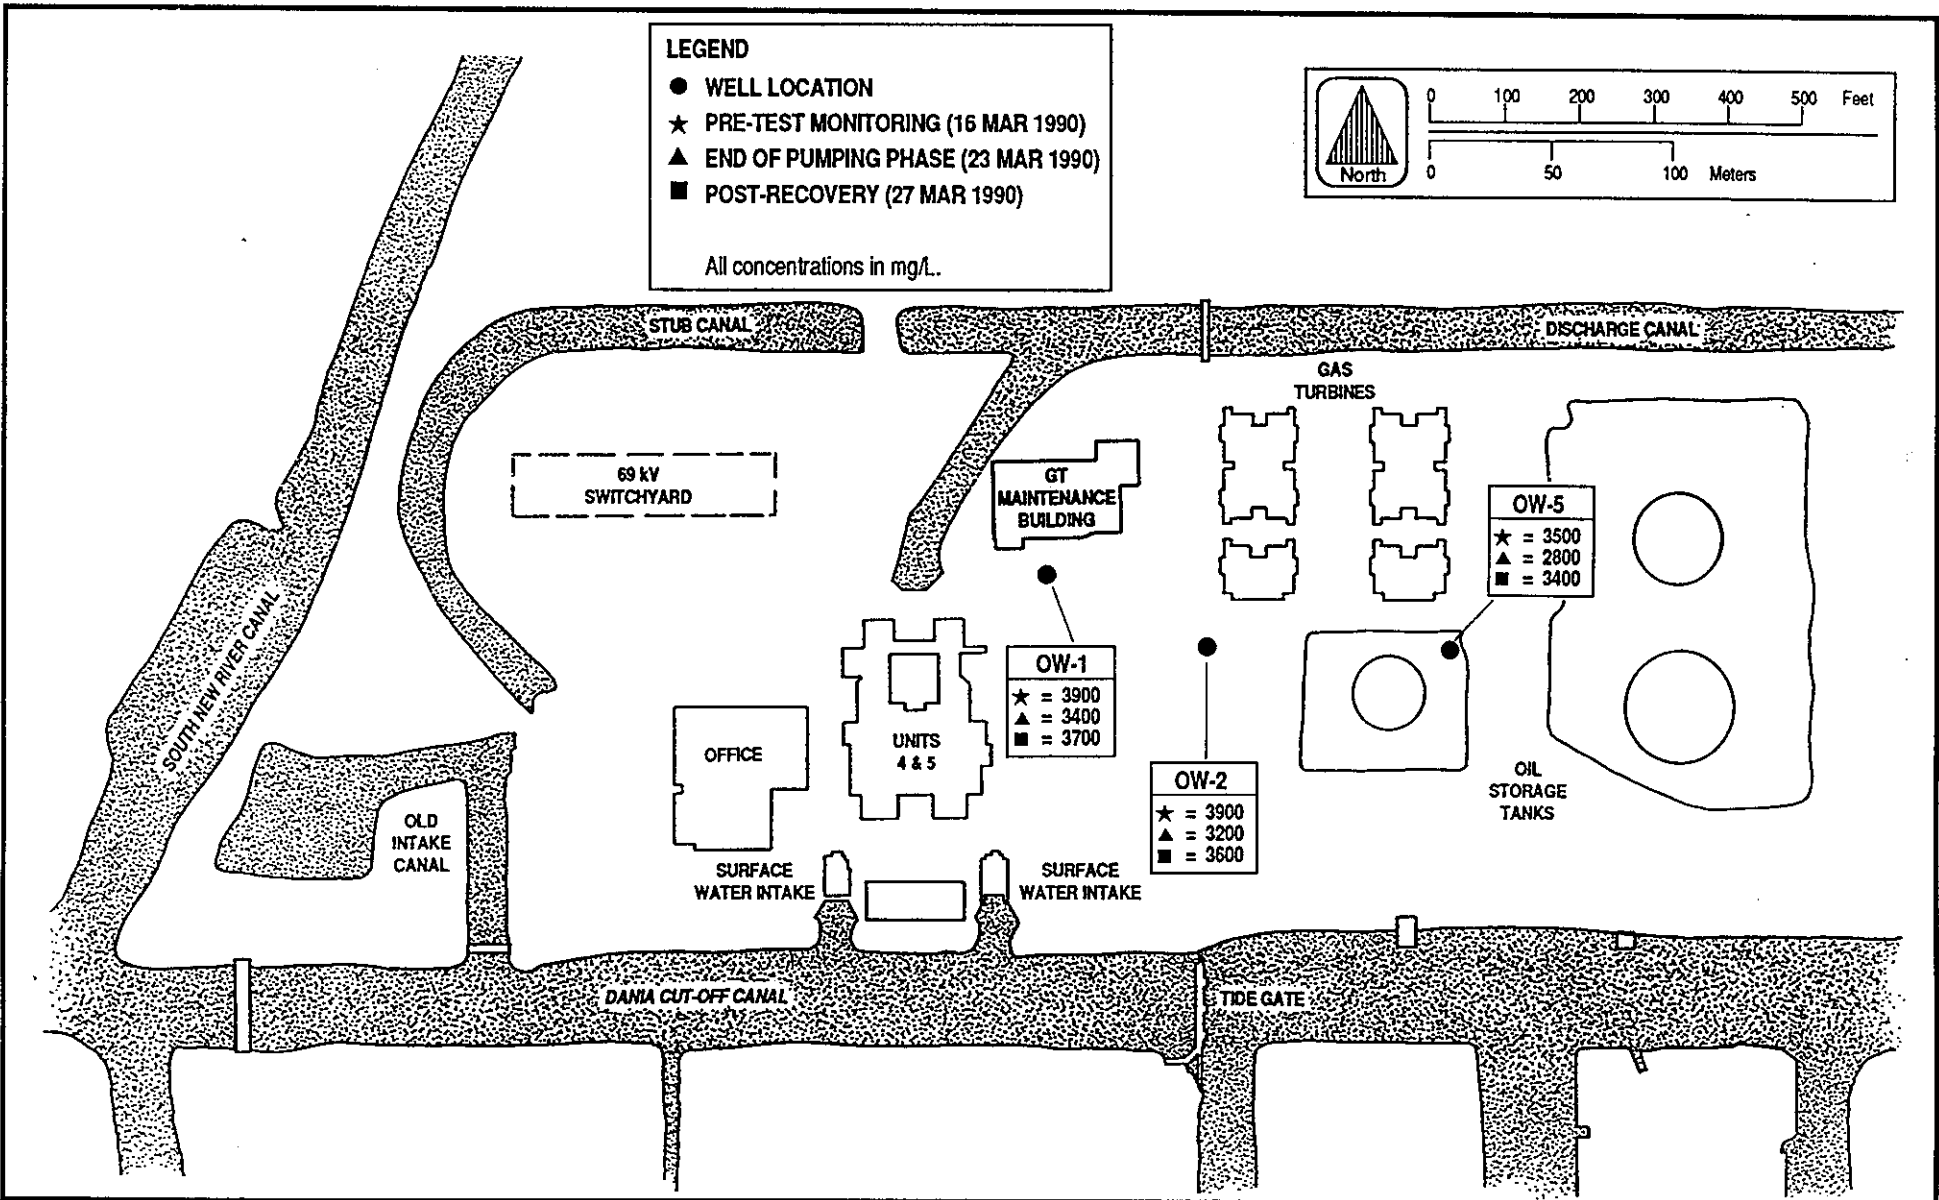 LEGEND
● WELL LOCATION
★ PRE-TEST MONITORING (16 MAR 1990)
▲ END OF PUMPING PHASE (23 MAR 1990)
■ POST-RECOVERY (27 MAR 1990)
All concentrations in mg/L.
North
0 100 200 300 400 500 Feet
0 50 100 Meters
STUB CANAL
DISCHARGE CANAL
GAS
TURBINES
69 kV
SWITCHYARD
GT
MAINTENANCE
BUILDING
OW-5
★ = 3500
▲ = 2800
■ = 3400
SOUTH NEW RIVER CANAL
OW-1
★ = 3900
▲ = 3400
■ = 3700
OFFICE
UNITS
4 & 5
OW-2
★ = 3900
▲ = 3200
■ = 3600
OIL
STORAGE
TANKS
OLD
INTAKE
CANAL
SURFACE
WATER INTAKE
SURFACE
WATER INTAKE
DANIA CUT-OFF CANAL
TIDE GATE